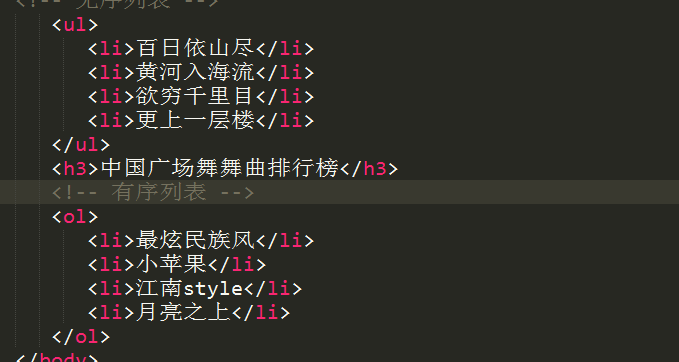 <!-- 无序列表 -->
<ul>
<li>百日依山尽</li>
<li>黄河入海流</li>
<li>欲穷千里目</li>
<li>更上一层楼</li>
</ul>
<h3>中国广场舞舞曲排行榜</h3>
<!-- 有序列表 -->
<ol>
<li>最炫民族风</li>
<li>小苹果</li>
<li>江南style</li>
<li>月亮之上</li>
</ol>
</body>